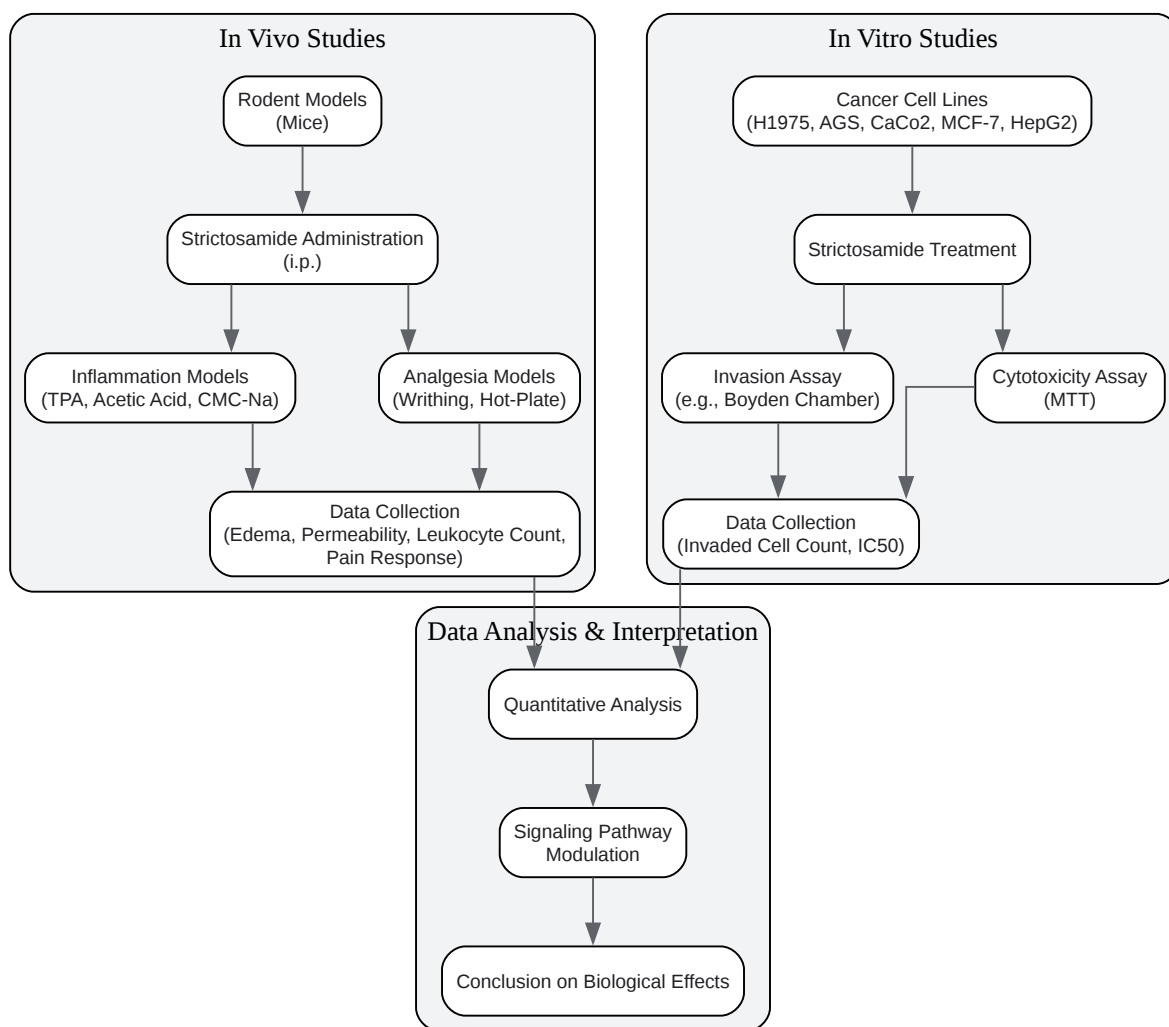 In Vivo Studies
Rodent Models
(Mice)
Strictosamide Administration
(i.p.)
Inflammation Models
(TPA, Acetic Acid, CMC-Na)
Analgesia Models
(Writhing, Hot-Plate)
Data Collection
(Edema, Permeability, Leukocyte Count,
Pain Response)
In Vitro Studies
Cancer Cell Lines
(H1975, AGS, CaCo2, MCF-7, HepG2)
Strictosamide Treatment
Invasion Assay
(e.g., Boyden Chamber)
Cytotoxicity Assay
(MTT)
Data Collection
(Invaded Cell Count, IC50)
Data Analysis & Interpretation
Quantitative Analysis
Signaling Pathway
Modulation
Conclusion on Biological Effects